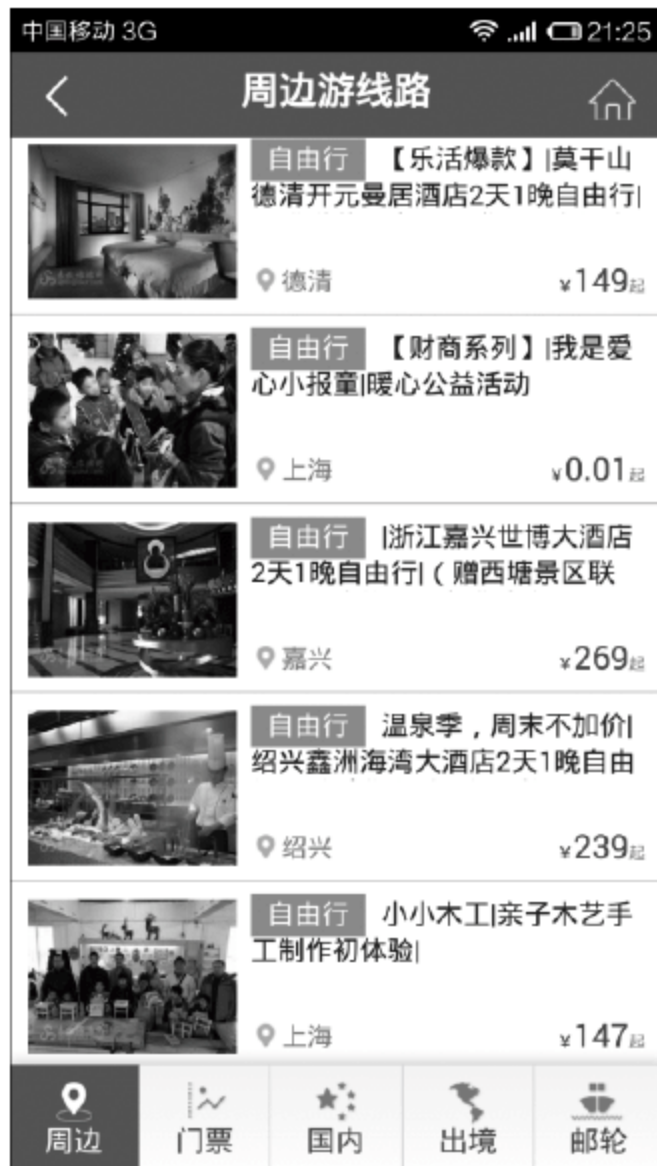 中国移动 3G 21:25
周边游线路
自由行 【乐活爆款】|莫干山
德清开元曼居酒店2天1晚自由行|
德清 ¥149起
自由行 【财商系列】|我是爱
心小报童|暖心公益活动
上海 ¥0.01起
自由行 |浙江嘉兴世博大酒店
2天1晚自由行|(赠西塘景区联
嘉兴 ¥269起
自由行 温泉季,周末不加价|
绍兴鑫洲海湾大酒店2天1晚自由
绍兴 ¥239起
自由行 小小木工|亲子木艺手
工制作初体验|
上海 ¥147起
周边 门票 国内 出境 邮轮